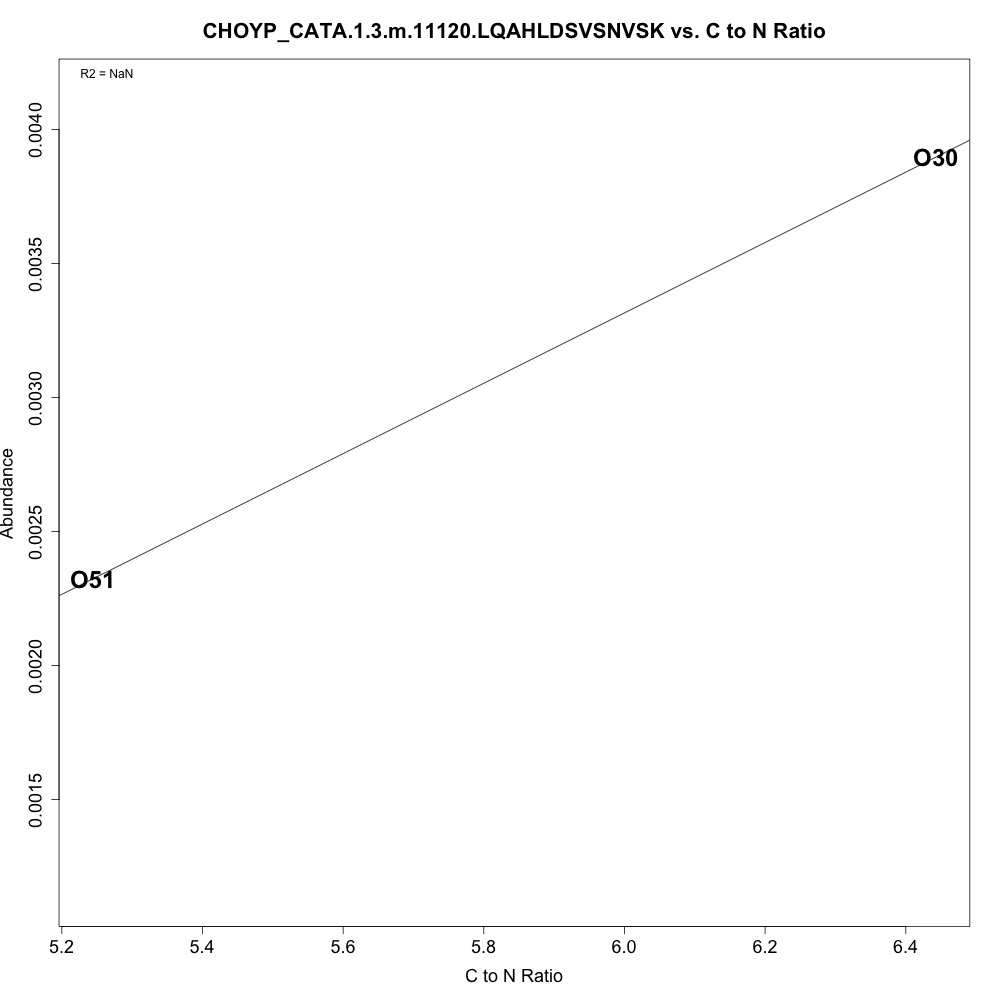 CHOYP_CATA.1.3.m.11120.LQAHLDSVSNVSK vs. C to N Ratio
R2 = NaN
0.0040
0.0035
0.0030
0.0025
0.0020
0.0015
Abundance
O30
O51
5.2 5.4 5.6 5.8 6.0 6.2 6.4
C to N Ratio